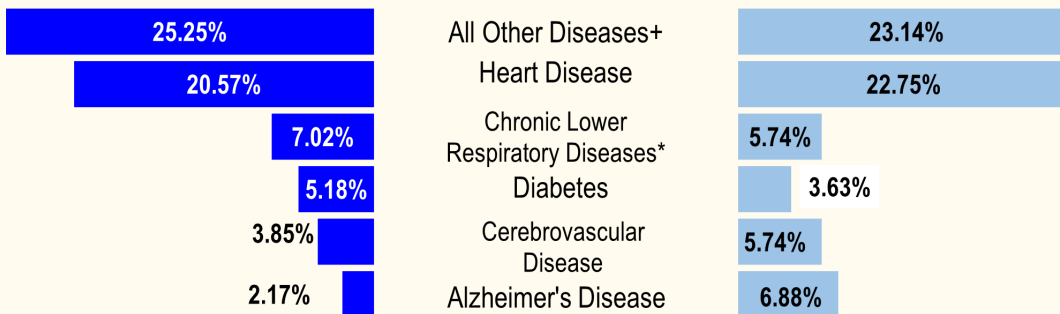 25.25% All Other Diseases+ 23.14%
20.57% Heart Disease 22.75%
Chronic Lower
7.02% Respiratory Diseases* 5.74%
5.18% Diabetes 3.63%
3.85% Cerebrovascular 5.74%
Disease
2.17% Alzheimer's Disease 6.88%